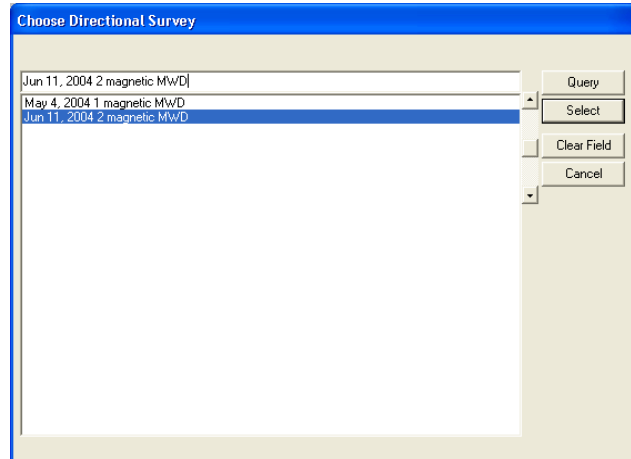 Choose Directional Survey
Jun 11, 2004 2 magnetic MWD
May 4, 2004 1 magnetic MWD
Jun 11, 2004 2 magnetic MWD
Query
Select
Clear Field
Cancel